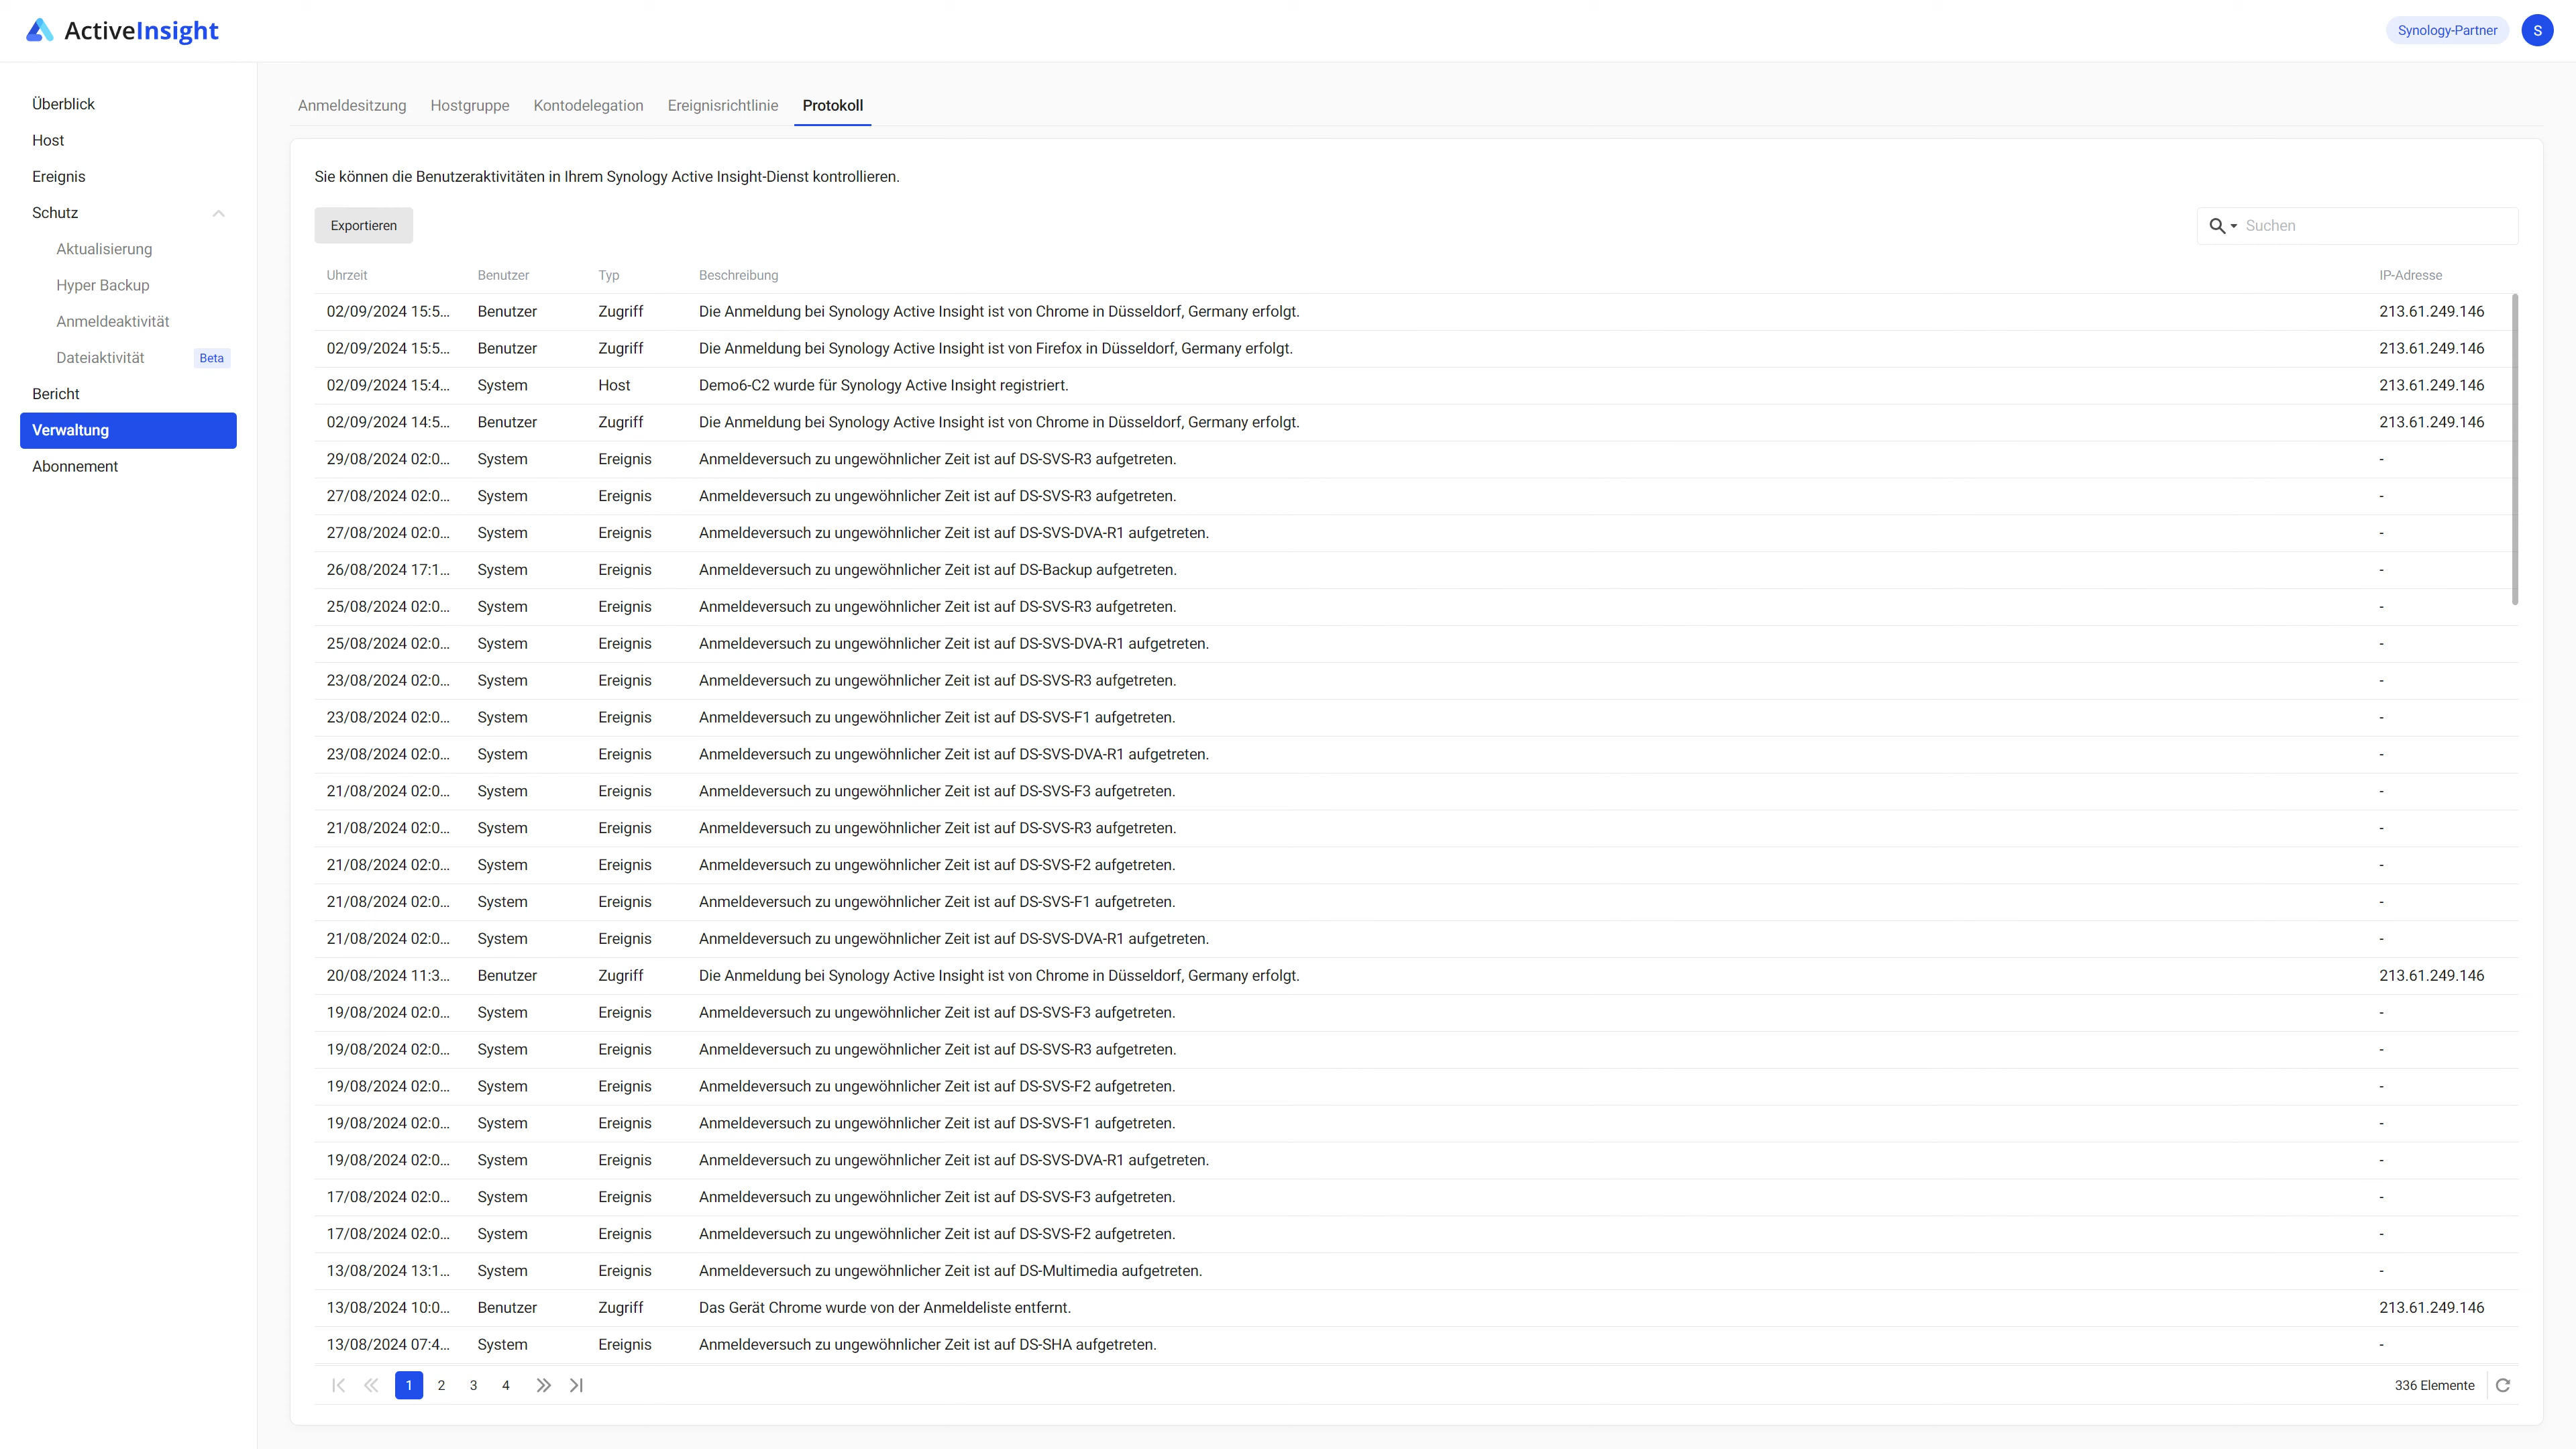 ActiveInsight
Synology-Partner
S
Überblick
Host
Ereignis
Schutz
Aktualisierung
Hyper Backup
Anmeldeaktivität
Dateiaktivität Beta
Bericht
Verwaltung
Abonnement
Anmeldesitzung Hostgruppe Kontodelegation Ereignisrichtlinie Protokoll
Sie können die Benutzeraktivitäten in Ihrem Synology Active Insight-Dienst kontrollieren.
Exportieren
Suchen
Uhrzeit Benutzer Typ Beschreibung IP-Adresse
02/09/2024 15:5... Benutzer Zugriff Die Anmeldung bei Synology Active Insight ist von Chrome in Düsseldorf, Germany erfolgt. 213.61.249.146
02/09/2024 15:5... Benutzer Zugriff Die Anmeldung bei Synology Active Insight ist von Firefox in Düsseldorf, Germany erfolgt. 213.61.249.146
02/09/2024 15:4... System Host Demo6-C2 wurde für Synology Active Insight registriert. 213.61.249.146
02/09/2024 14:5... Benutzer Zugriff Die Anmeldung bei Synology Active Insight ist von Chrome in Düsseldorf, Germany erfolgt. 213.61.249.146
29/08/2024 02:0... System Ereignis Anmeldeversuch zu ungewöhnlicher Zeit ist auf DS-SVS-R3 aufgetreten. -
27/08/2024 02:0... System Ereignis Anmeldeversuch zu ungewöhnlicher Zeit ist auf DS-SVS-R3 aufgetreten. -
27/08/2024 02:0... System Ereignis Anmeldeversuch zu ungewöhnlicher Zeit ist auf DS-SVS-DVA-R1 aufgetreten. -
26/08/2024 17:1... System Ereignis Anmeldeversuch zu ungewöhnlicher Zeit ist auf DS-Backup aufgetreten. -
25/08/2024 02:0... System Ereignis Anmeldeversuch zu ungewöhnlicher Zeit ist auf DS-SVS-R3 aufgetreten. -
25/08/2024 02:0... System Ereignis Anmeldeversuch zu ungewöhnlicher Zeit ist auf DS-SVS-DVA-R1 aufgetreten. -
23/08/2024 02:0... System Ereignis Anmeldeversuch zu ungewöhnlicher Zeit ist auf DS-SVS-R3 aufgetreten. -
23/08/2024 02:0... System Ereignis Anmeldeversuch zu ungewöhnlicher Zeit ist auf DS-SVS-F1 aufgetreten. -
23/08/2024 02:0... System Ereignis Anmeldeversuch zu ungewöhnlicher Zeit ist auf DS-SVS-DVA-R1 aufgetreten. -
21/08/2024 02:0... System Ereignis Anmeldeversuch zu ungewöhnlicher Zeit ist auf DS-SVS-F3 aufgetreten. -
21/08/2024 02:0... System Ereignis Anmeldeversuch zu ungewöhnlicher Zeit ist auf DS-SVS-R3 aufgetreten. -
21/08/2024 02:0... System Ereignis Anmeldeversuch zu ungewöhnlicher Zeit ist auf DS-SVS-F2 aufgetreten. -
21/08/2024 02:0... System Ereignis Anmeldeversuch zu ungewöhnlicher Zeit ist auf DS-SVS-F1 aufgetreten. -
21/08/2024 02:0... System Ereignis Anmeldeversuch zu ungewöhnlicher Zeit ist auf DS-SVS-DVA-R1 aufgetreten. -
20/08/2024 11:3... Benutzer Zugriff Die Anmeldung bei Synology Active Insight ist von Chrome in Düsseldorf, Germany erfolgt. 213.61.249.146
19/08/2024 02:0... System Ereignis Anmeldeversuch zu ungewöhnlicher Zeit ist auf DS-SVS-F3 aufgetreten. -
19/08/2024 02:0... System Ereignis Anmeldeversuch zu ungewöhnlicher Zeit ist auf DS-SVS-R3 aufgetreten. -
19/08/2024 02:0... System Ereignis Anmeldeversuch zu ungewöhnlicher Zeit ist auf DS-SVS-F2 aufgetreten. -
19/08/2024 02:0... System Ereignis Anmeldeversuch zu ungewöhnlicher Zeit ist auf DS-SVS-F1 aufgetreten. -
19/08/2024 02:0... System Ereignis Anmeldeversuch zu ungewöhnlicher Zeit ist auf DS-SVS-DVA-R1 aufgetreten. -
17/08/2024 02:0... System Ereignis Anmeldeversuch zu ungewöhnlicher Zeit ist auf DS-SVS-F3 aufgetreten. -
17/08/2024 02:0... System Ereignis Anmeldeversuch zu ungewöhnlicher Zeit ist auf DS-SVS-F2 aufgetreten. -
13/08/2024 13:1... System Ereignis Anmeldeversuch zu ungewöhnlicher Zeit ist auf DS-Multimedia aufgetreten. -
13/08/2024 10:0... Benutzer Zugriff Das Gerät Chrome wurde von der Anmeldeliste entfernt. 213.61.249.146
13/08/2024 07:4... System Ereignis Anmeldeversuch zu ungewöhnlicher Zeit ist auf DS-SHA aufgetreten. -
1 2 3 4
336 Elemente